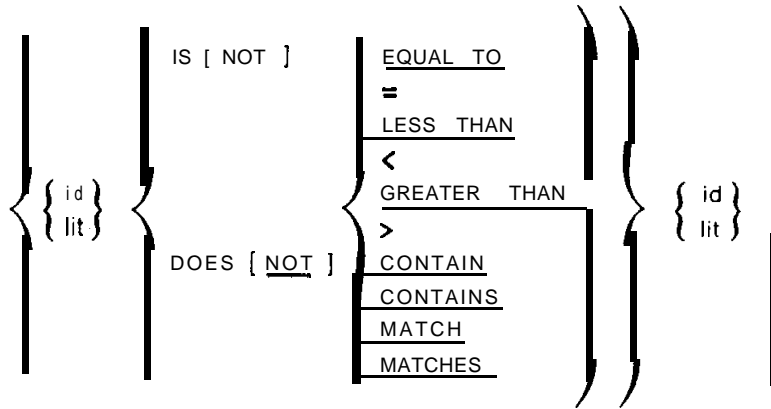 IS [ NOT ] EQUAL TO
=
LESS THAN
<
{ id lit } GREATER THAN { id lit }
>
DOES [ NOT ] CONTAIN
CONTAINS
MATCH
MATCHES